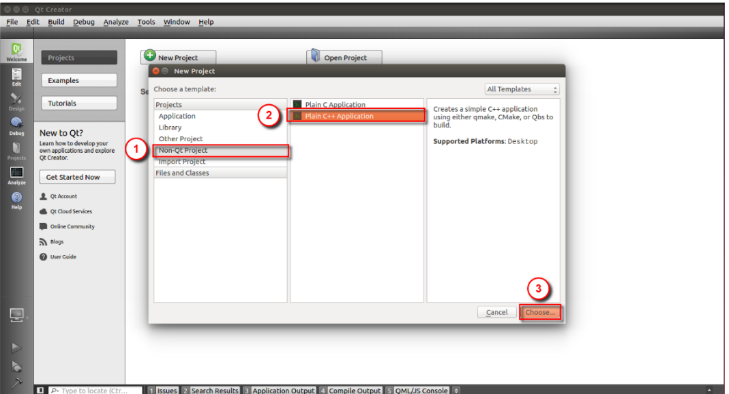 Qt Creator
File Edit Build Debug Analyze Tools Window Help
Welcome
Edit
Design
Debug
Projects
Analyze
Help
Projects
Examples
Tutorials
New to Qt?
Learn how to develop your
own applications and explore
Qt Creator.
Get Started Now
Qt Account
Qt Cloud Services
Online Community
Blogs
User Guide
New Project
Open Project
Se
New Project
Choose a template:
All Templates
Projects
Application
Library
Other Project
Non-Qt Project
Import Project
Files and Classes
1
Plain C Application
Plain C++ Application
2
Creates a simple C++ application
using either qmake, CMake, or Qbs to
build.
Supported Platforms: Desktop
3
Cancel
Choose...
Type to locate (Ctr...
1 Issues 2 Search Results 3 Application Output 4 Compile Output 5 QML/JS Console